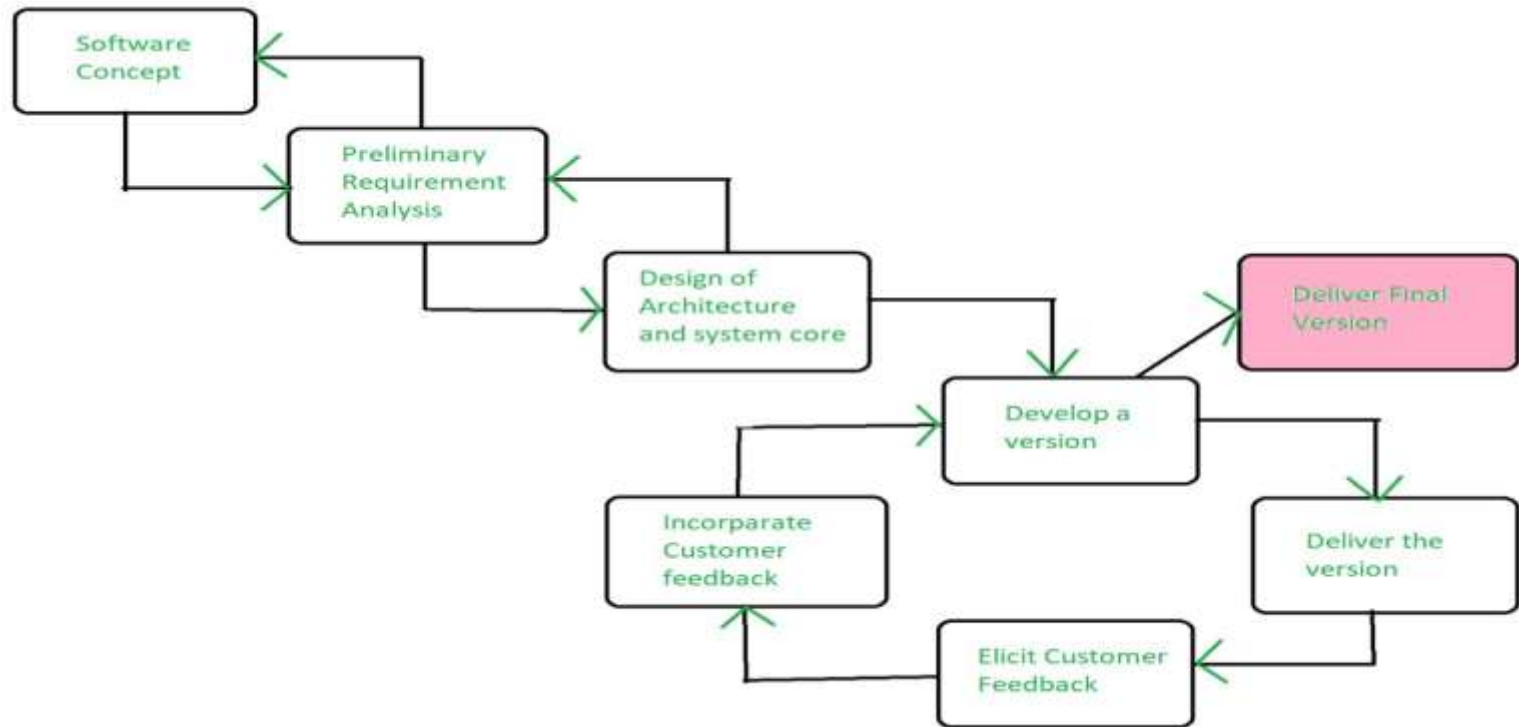 Software
Concept
Preliminary
Requirement
Analysis
Design of
Architecture
and system core
Deliver Final
Version
Develop a
version
Incorparate
Customer
feedback
Deliver the
version
Elicit Customer
Feedback